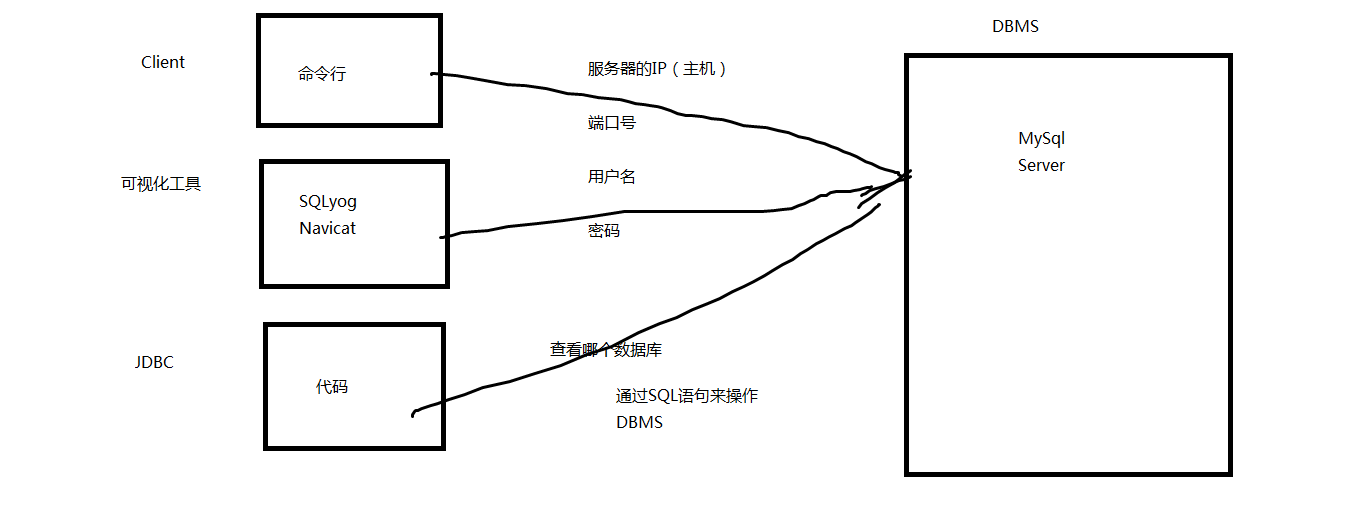 DBMS
Client
命令行
服务器的IP（主机）
端口号
MySql
Server
可视化工具
SQLyog
Navicat
用户名
密码
JDBC
代码
查看哪个数据库
通过SQL语句来操作
DBMS